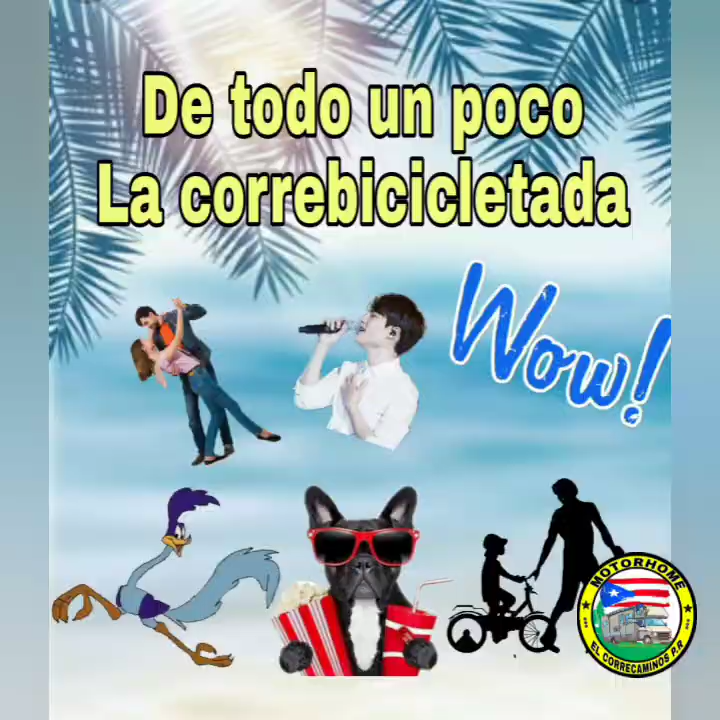 De todo un poco
La correbicicletada
Wow!
MOTORHOME
EL CORRECAMINOS P.R